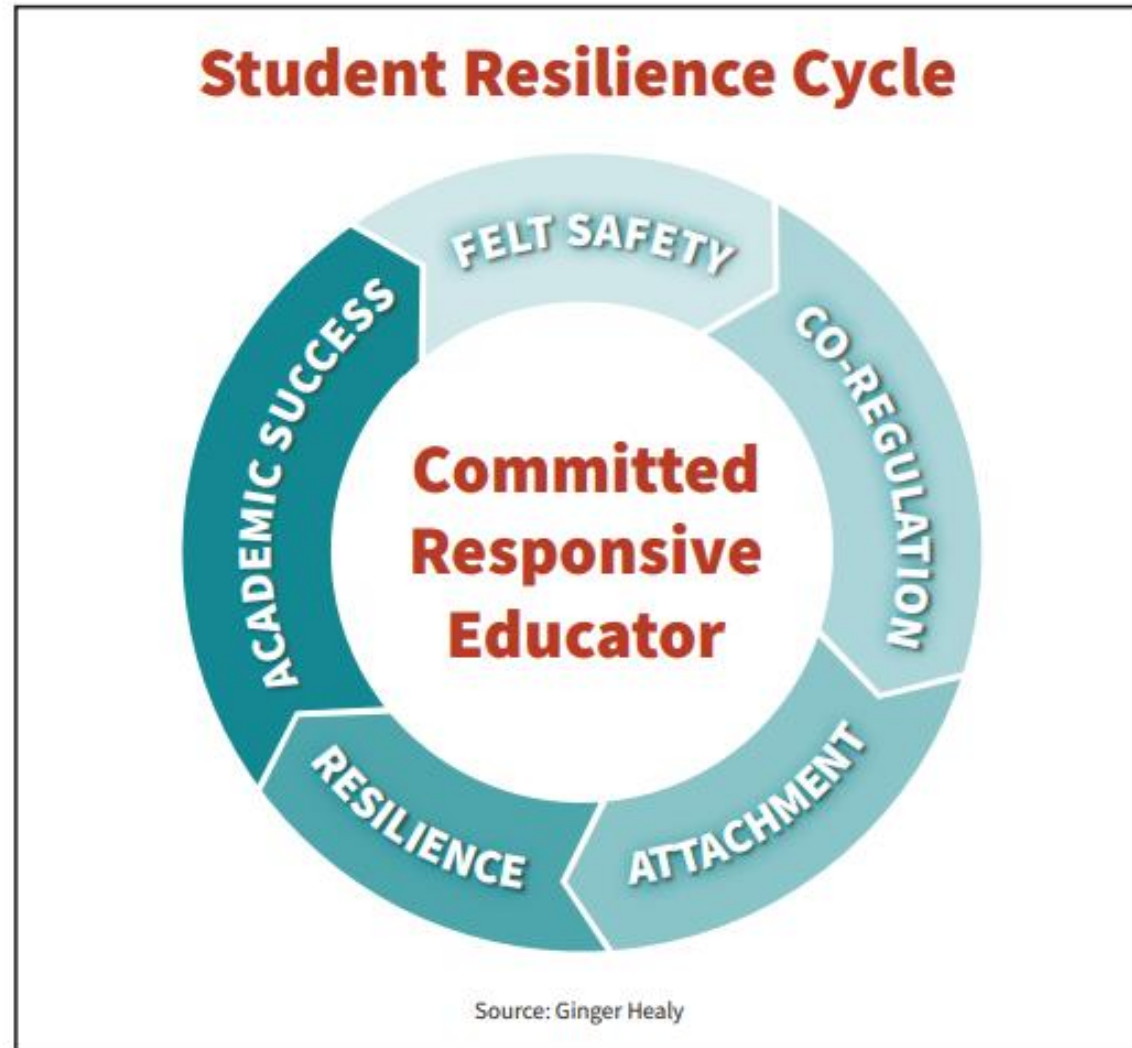 Student Resilience Cycle
FELT SAFETY
CO-REGULATION
ATTACHMENT
RESILIENCE
ACADEMIC SUCCESS
Committed
Responsive
Educator
Source: Ginger Healy